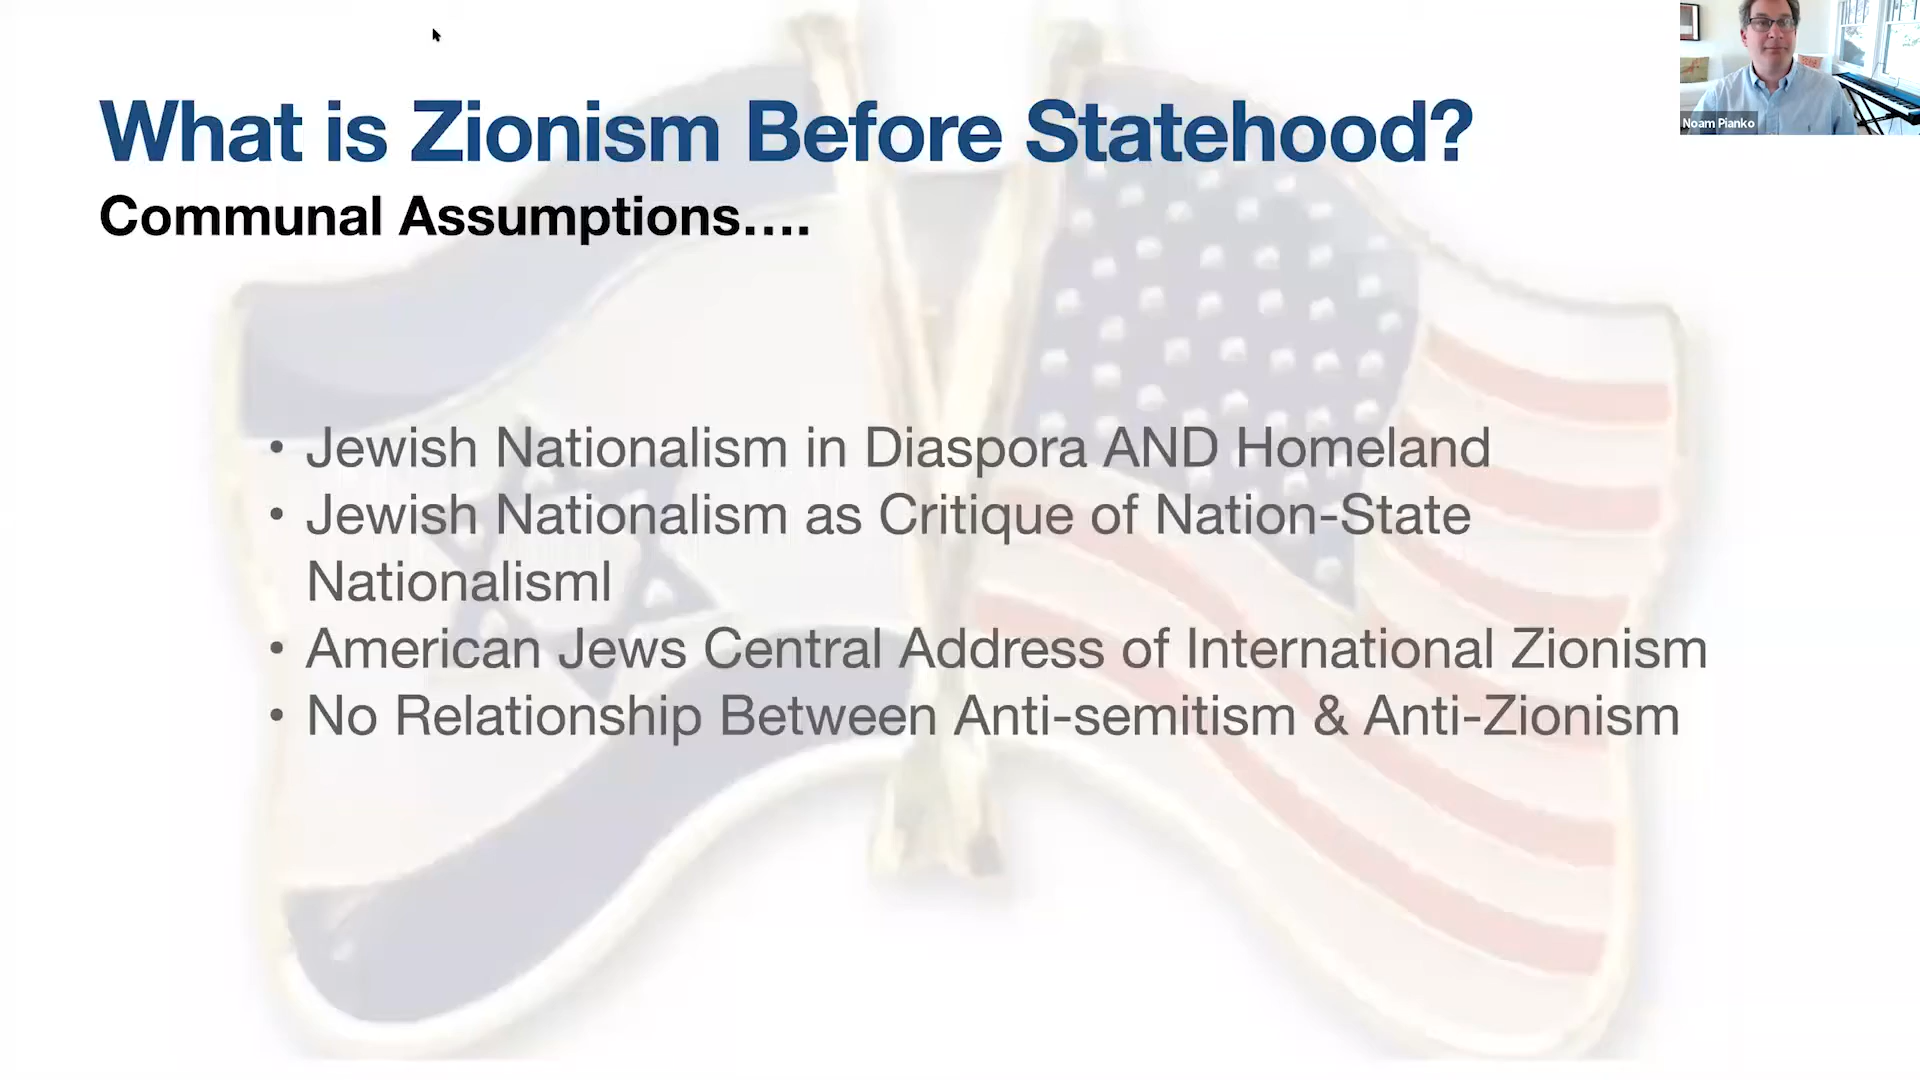 What is Zionism Before Statehood?
Communal Assumptions....
• Jewish Nationalism in Diaspora AND Homeland
• Jewish Nationalism as Critique of Nation-State
Nationalisml
• American Jews Central Address of International Zionism
• No Relationship Between Anti-semitism & Anti-Zionism
Noam Pianko